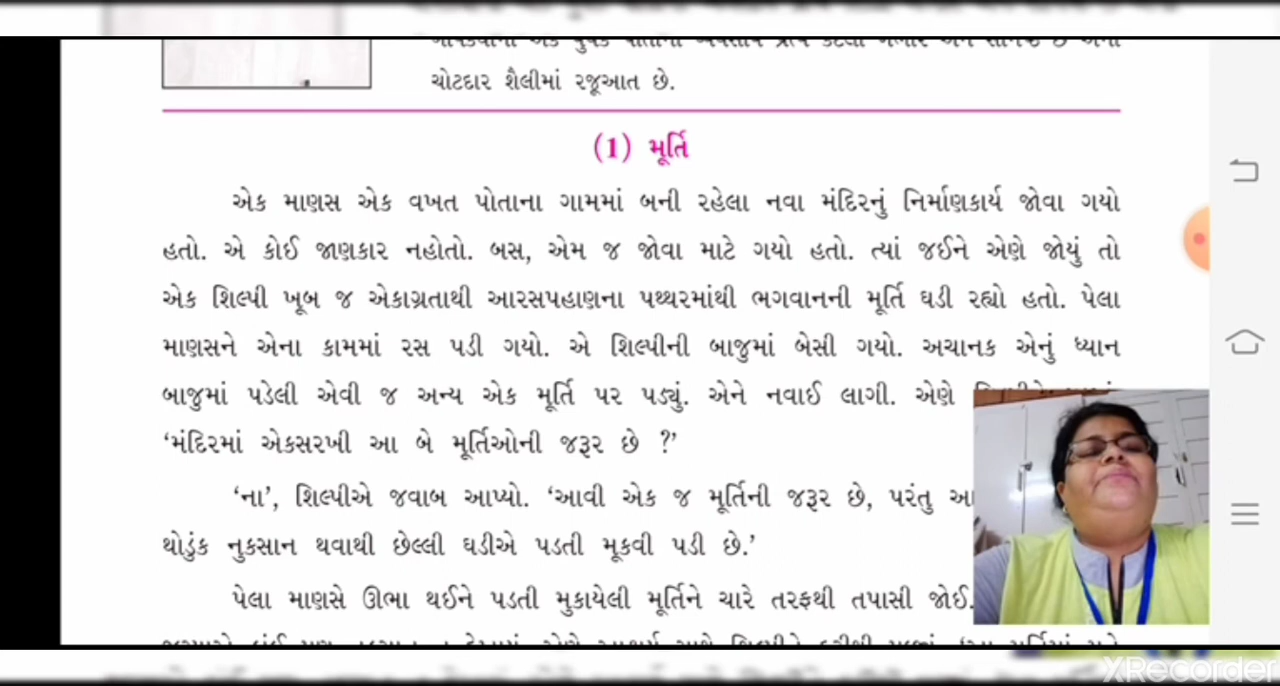 ચોટદાર શૈલીમાં રજૂઆત છે.
(1) મૂર્તિ
એક માણસ એક વખત પોતાના ગામમાં બની રહેલા નવા મંદિરનું નિર્માણકાર્ય જોવા ગયો
હતો. એ કોઈ જાણકાર નહોતો. બસ, એમ જ જોવા માટે ગયો હતો. ત્યાં જઈને એણે જોયું તો
એક શિલ્પી ખૂબ જ એકાગ્રતાથી આરસપહાણના પથ્થરમાંથી ભગવાનની મૂર્તિ ઘડી રહ્યો હતો. પેલા
માણસને એના કામમાં રસ પડી ગયો. એ શિલ્પીની બાજુમાં બેસી ગયો. અચાનક એનું ધ્યાન
બાજુમાં પડેલી એવી જ અન્ય એક મૂર્તિ પર પડ્યું. એને નવાઈ લાગી. એણે
‘મંદિરમાં એકસરખી આ બે મૂર્તિઓની જરૂર છે ?’
‘ના’, શિલ્પીએ જવાબ આપ્યો. ‘આવી એક જ મૂર્તિની જરૂર છે, પરંતુ આ
થોડુંક નુકસાન થવાથી છેલ્લી ઘડીએ પડતી મૂકવી પડી છે.’
પેલા માણસે ઊભા થઈને પડતી મુકાયેલી મૂર્તિને ચારે તરફથી તપાસી જોઈ.
XRecorder